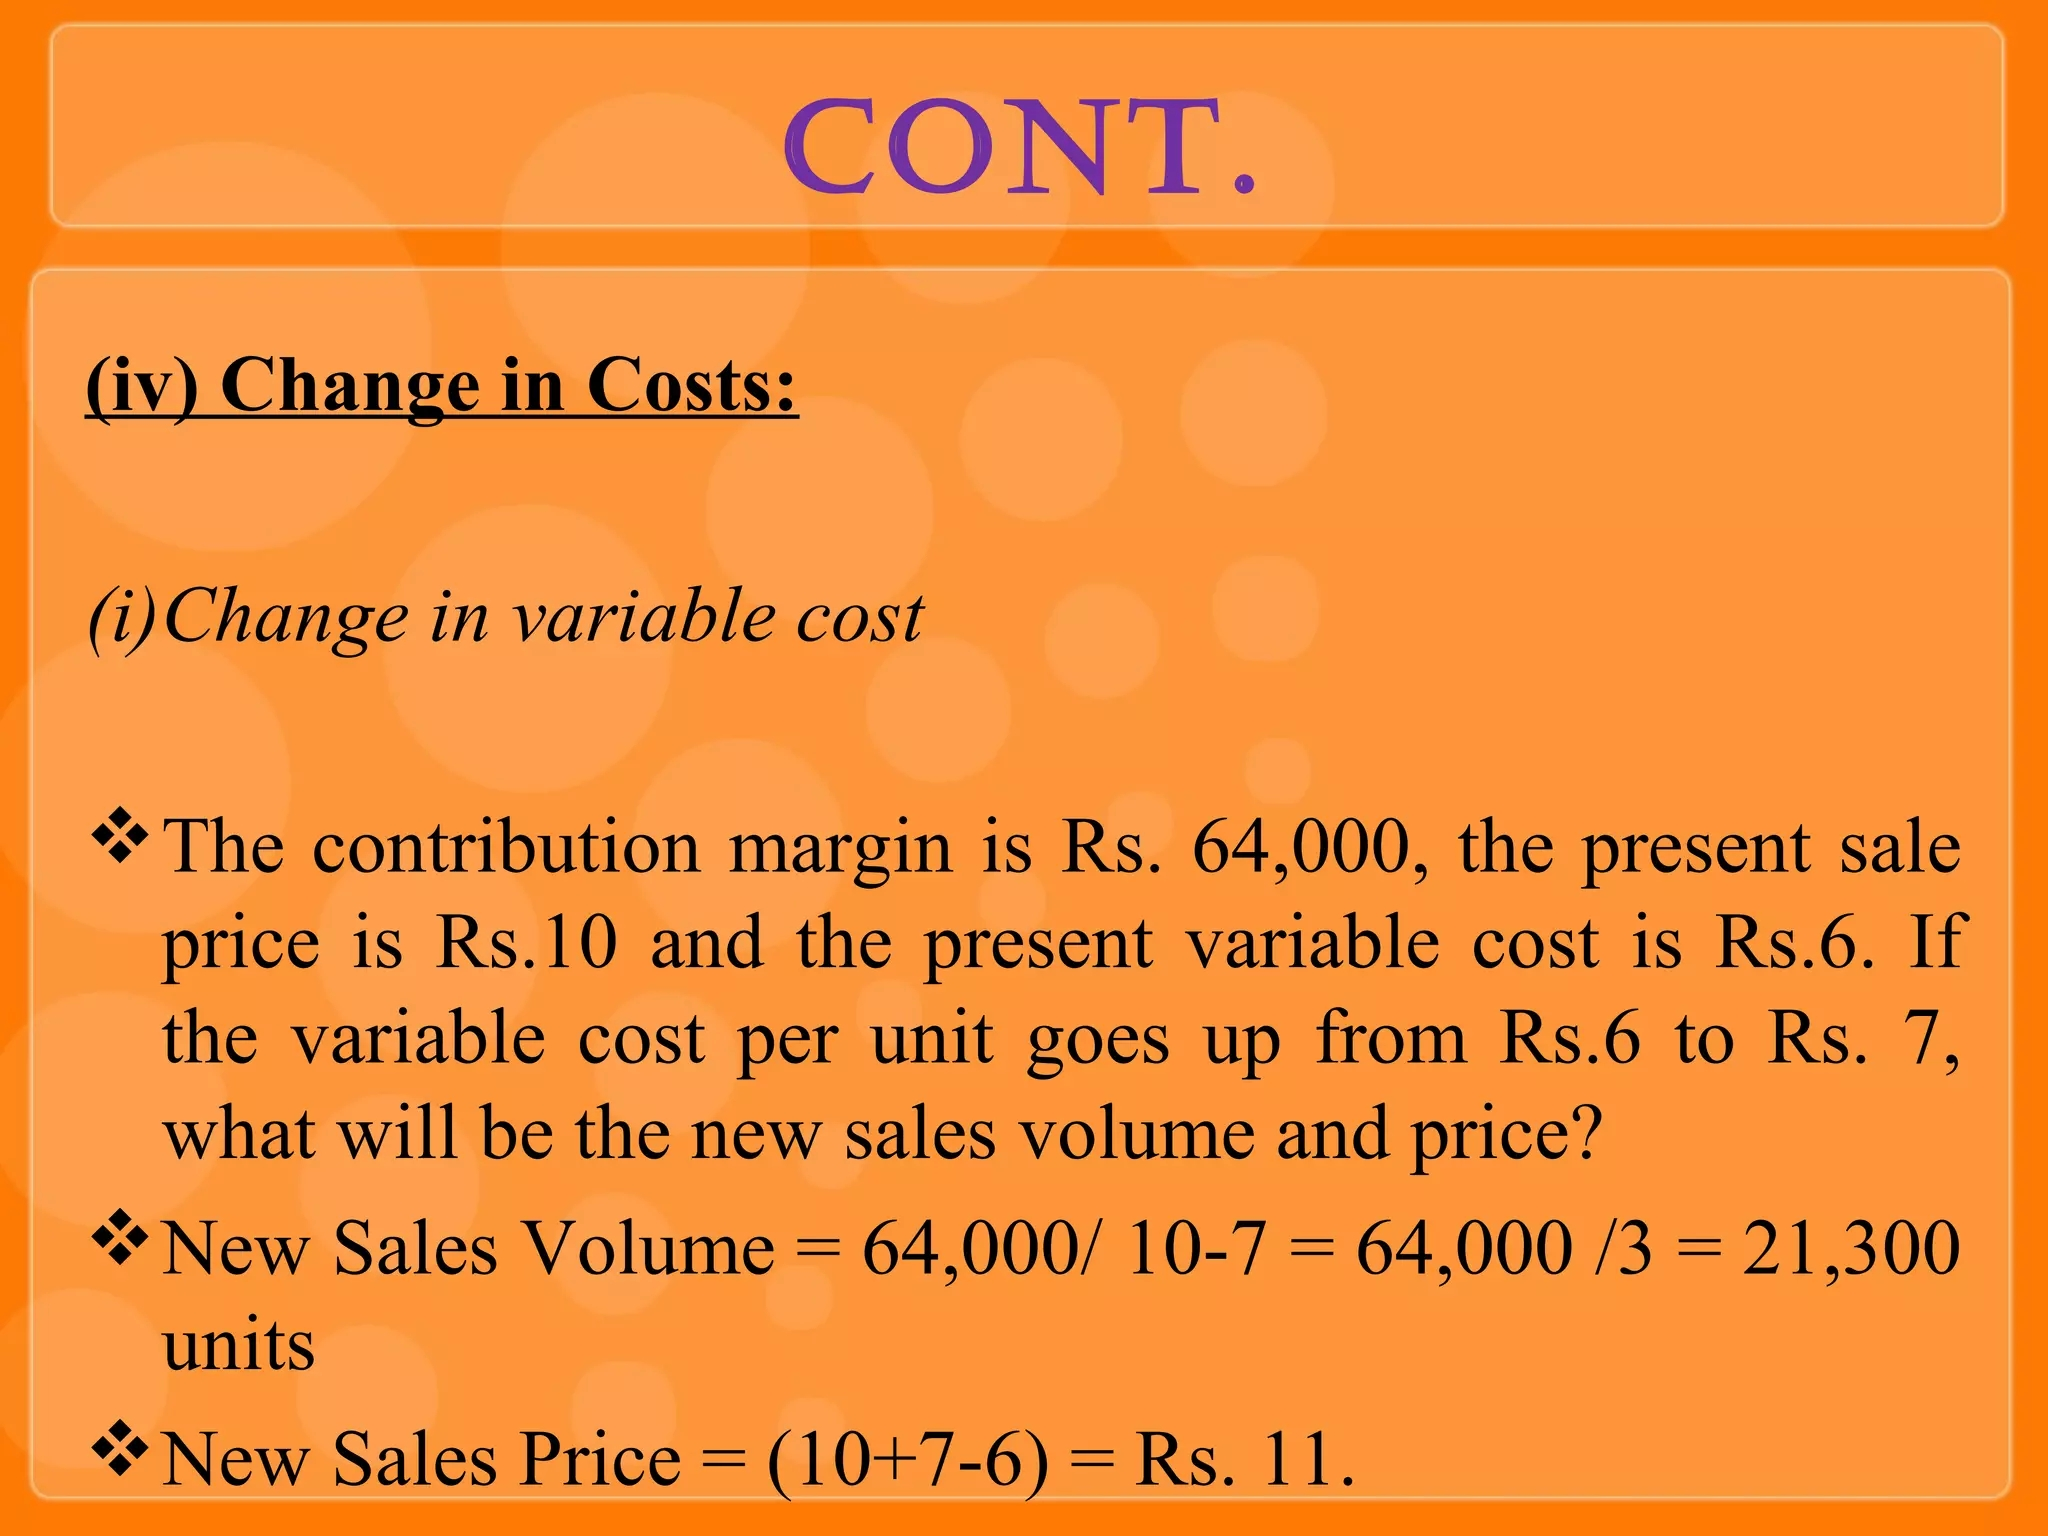 CONT.
(iv) Change in Costs:
(i)Change in variable cost
❖The contribution margin is Rs. 64,000, the present sale
price is Rs.10 and the present variable cost is Rs.6. If
the variable cost per unit goes up from Rs.6 to Rs. 7,
what will be the new sales volume and price?
❖New Sales Volume = 64,000/ 10-7 = 64,000 /3 = 21,300
units
❖New Sales Price = (10+7-6) = Rs. 11.